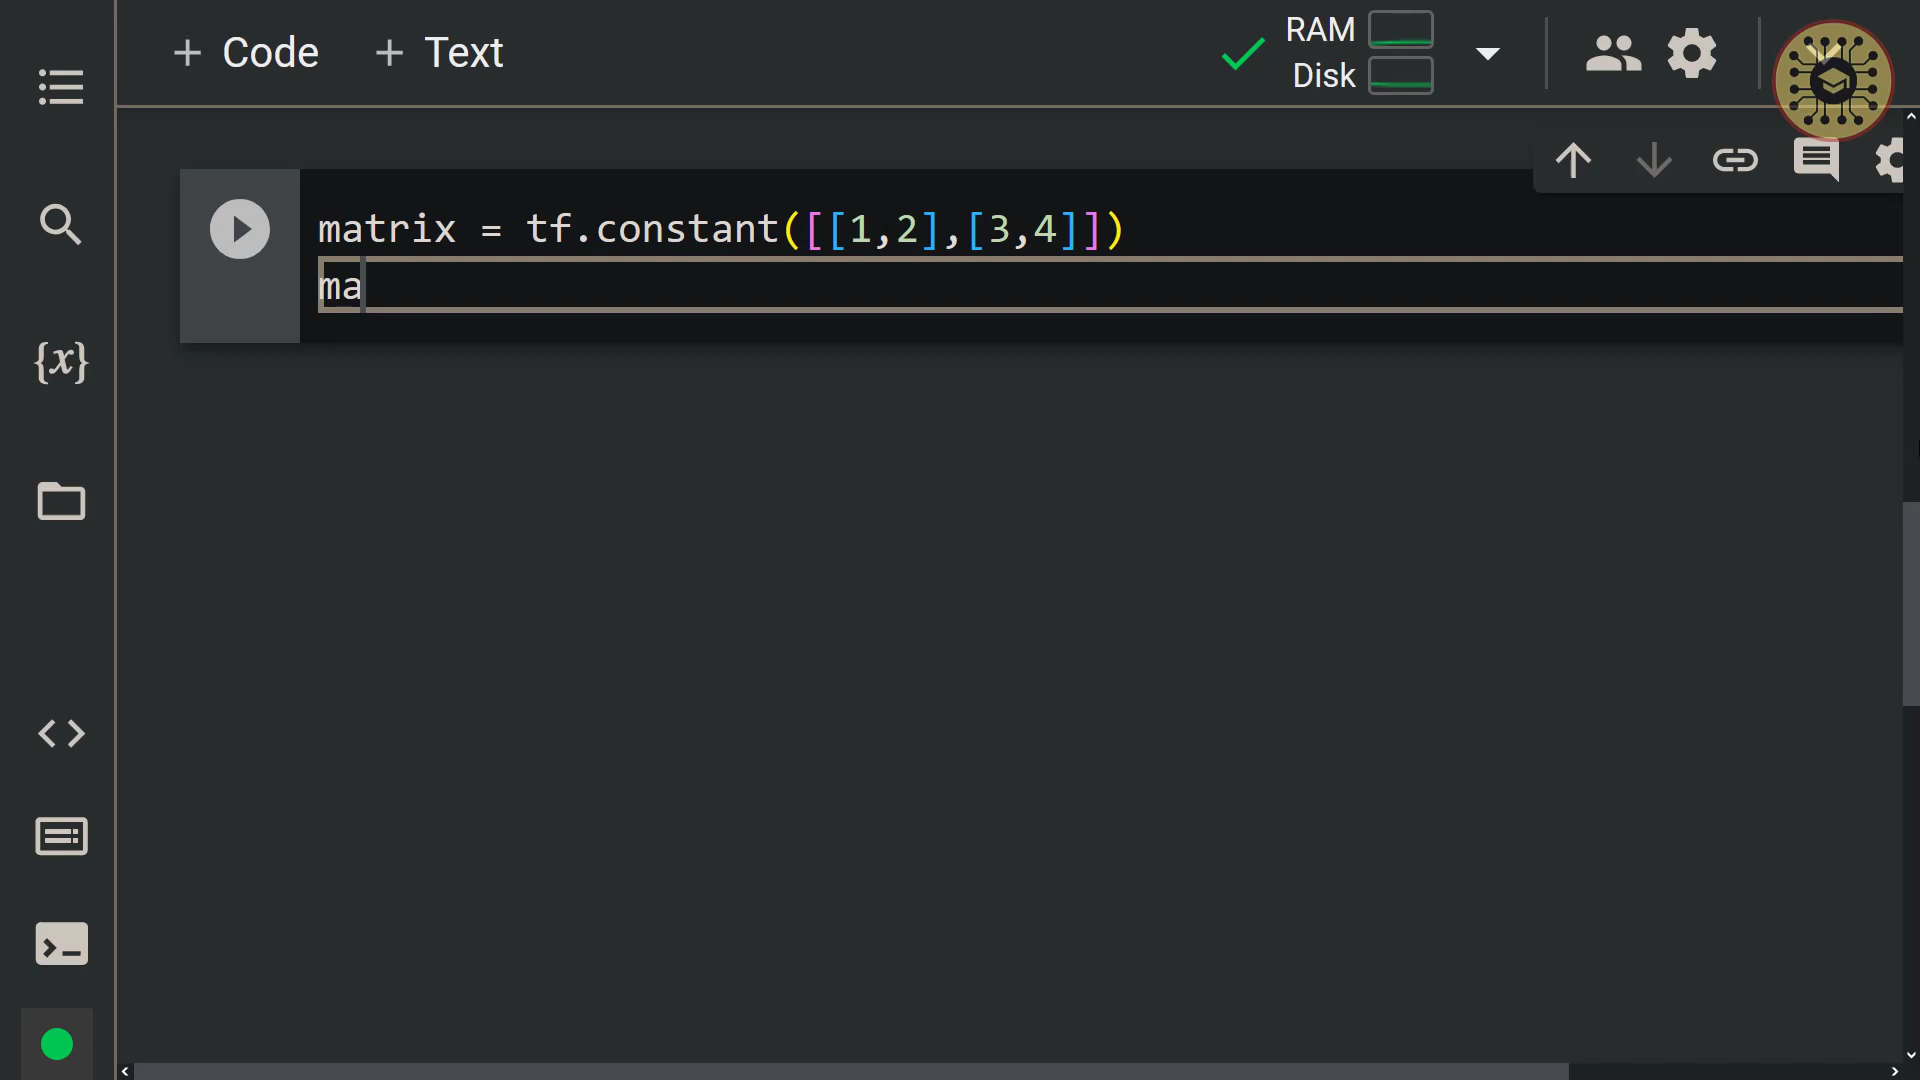 + Code + Text
RAM
Disk
matrix = tf.constant([[1,2],[3,4]])
ma
{x}